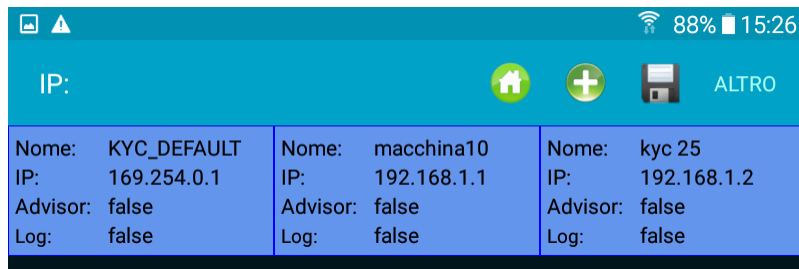 88% 15:26
IP: ALTRO
Nome: KYC_DEFAULT
IP: 169.254.0.1
Advisor: false
Log: false
Nome: macchina10
IP: 192.168.1.1
Advisor: false
Log: false
Nome: kyc 25
IP: 192.168.1.2
Advisor: false
Log: false